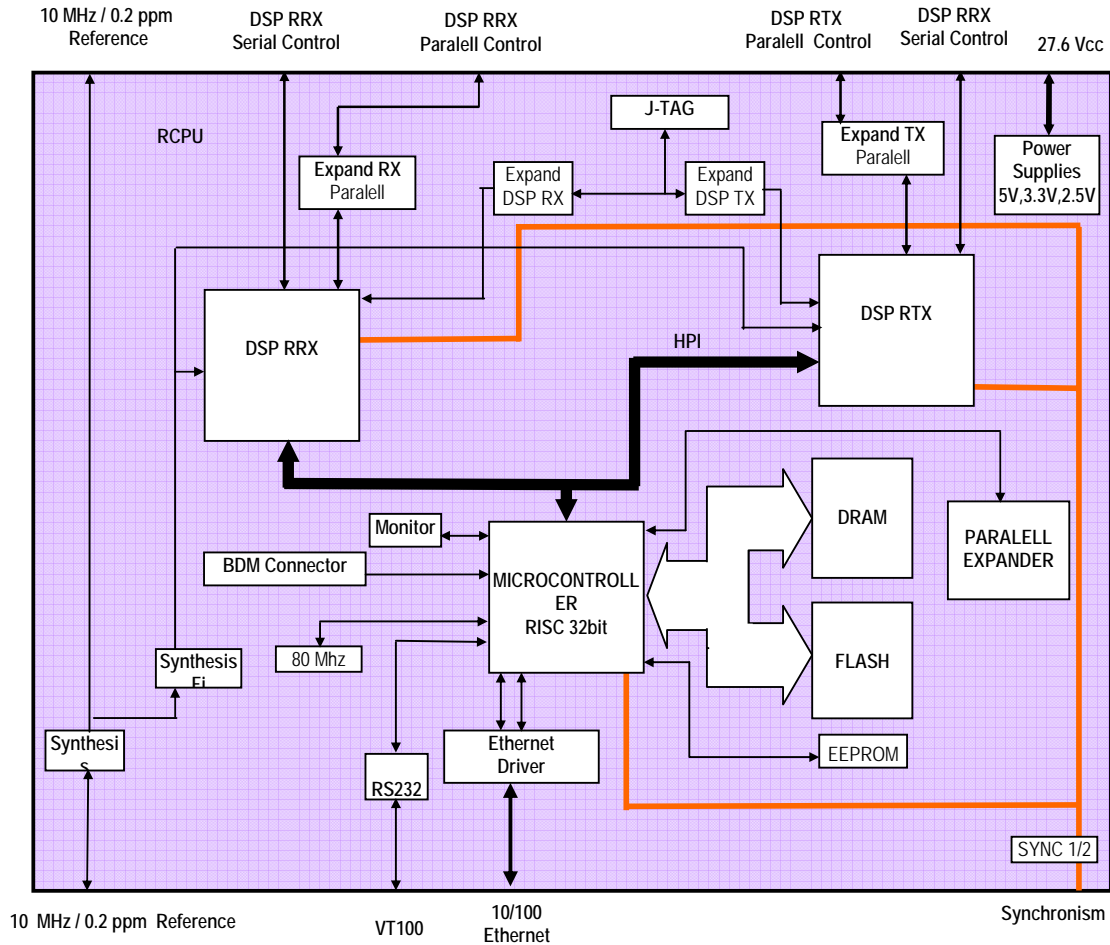 10 MHz / 0.2 ppm
Reference
DSP RRX
Serial Control
DSP RRX
Paralell Control
DSP RTX
Paralell Control
DSP RRX
Serial Control
27.6 Vcc
RCPU
J-TAG
Expand RX
Paralell
Expand
DSP RX
Expand
DSP TX
Expand TX
Paralell
Power
Supplies
5V,3.3V,2.5V
DSP RRX
HPI
DSP RTX
Monitor
BDM Connector
MICROCONTROLL
ER
RISC 32bit
DRAM
PARALELL
EXPANDER
80 Mhz
Synthesis
Fi
FLASH
Synthesi
s
Ethernet
Driver
EEPROM
RS232
SYNC 1/2
10 MHz / 0.2 ppm Reference
VT100
10/100
Ethernet
Synchronism